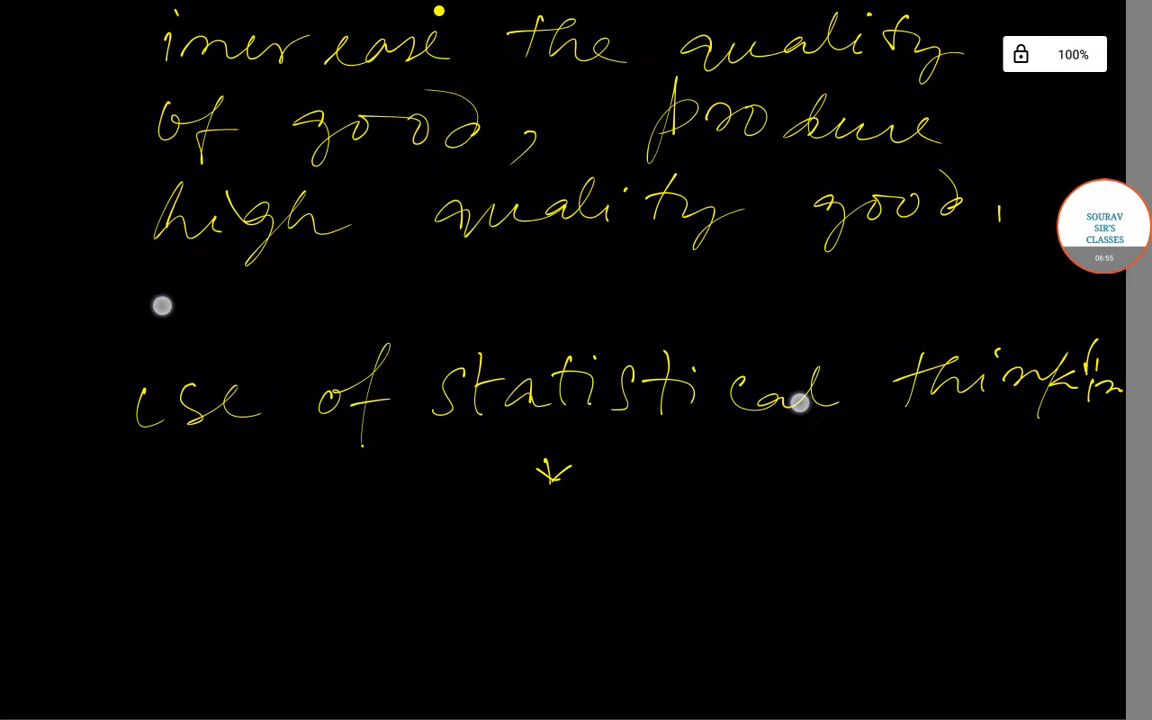 increase the quality
of good, produce
high quality good.
use of statistical thinkin
100%
SOURAV
SIR'S
CLASSES
06:55